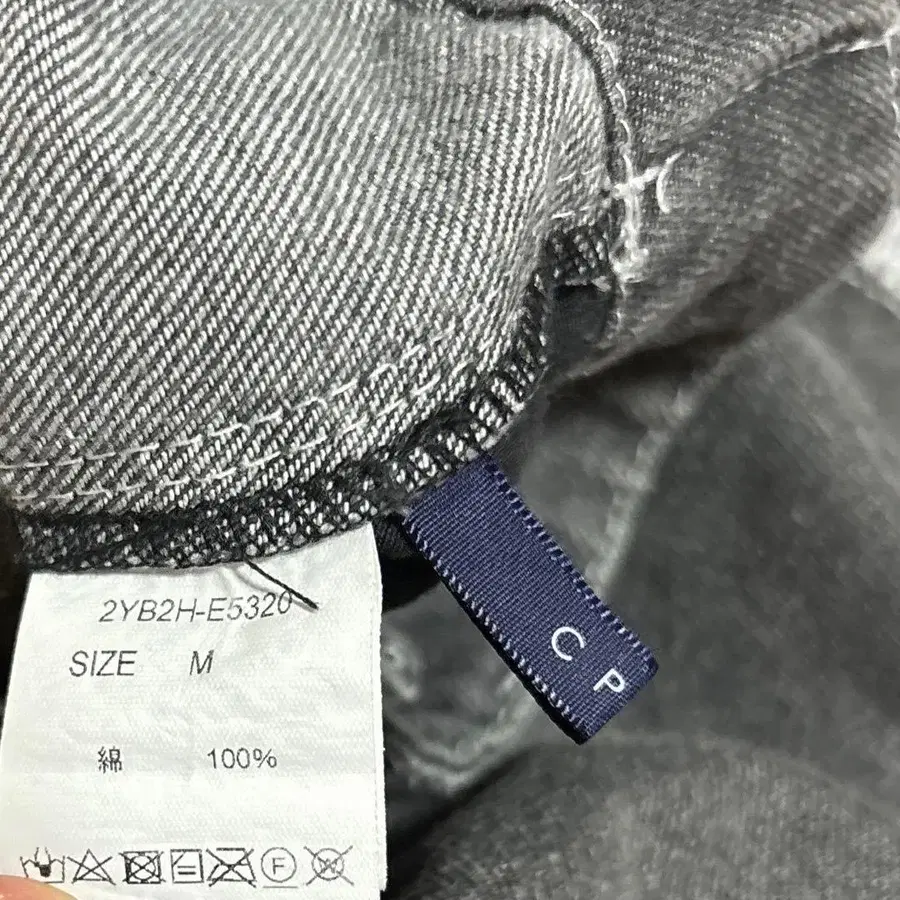 2YB2H-E5320
SIZE M
綿 100%
F
C P